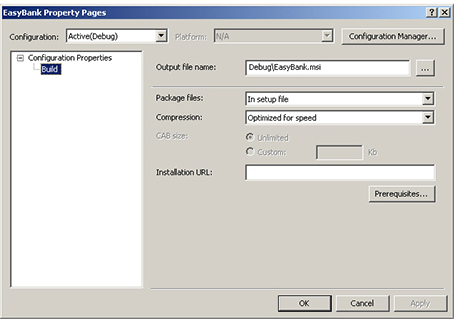 EasyBank Property Pages
Configuration: Active(Debug) Platform: N/A Configuration Manager...
Configuration Properties
Build
Output file name: Debug\EasyBank.msi ...
Package files: In setup file
Compression: Optimized for speed
CAB size: Unlimited
Custom: Kb
Installation URL:
Prerequisites...
OK Cancel Apply